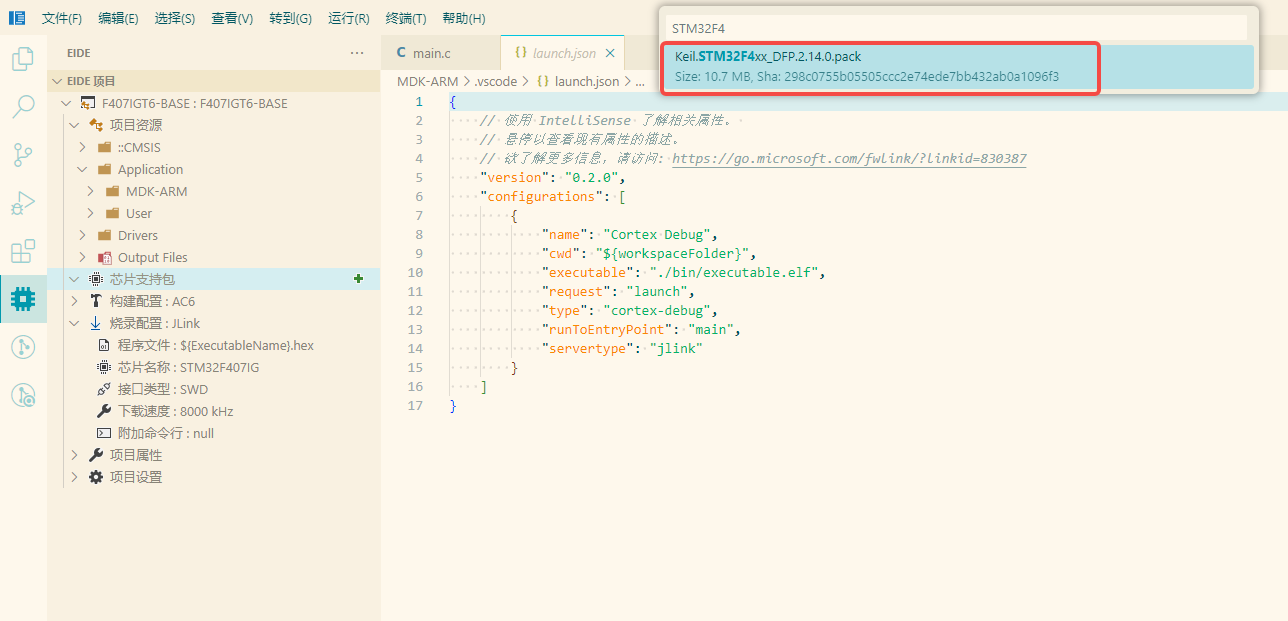 文件(F) 编辑(E) 选择(S) 查看(V) 转到(G) 运行(R) 终端(T) 帮助(H)
STM32F4
Keil.STM32F4xx_DFP.2.14.0.pack
Size: 10.7 MB, Sha: 298c0755b05505ccc2e74ede7bb432ab0a1096f3
EIDE
EIDE 项目
F407IGT6-BASE : F407IGT6-BASE
项目资源
::CMSIS
Application
MDK-ARM
User
Drivers
Output Files
芯片支持包
构建配置 : AC6
烧录配置 : JLink
程序文件 : ${ExecutableName}.hex
芯片名称 : STM32F407IG
接口类型 : SWD
下载速度 : 8000 kHz
附加命令行 : null
项目属性
项目设置
main.c
launch.json
MDK-ARM > .vscode > {} launch.json > ...
1 {
2 // 使用 IntelliSense 了解相关属性。
3 // 悬停以查看现有属性的描述。
4 // 欲了解更多信息，请访问: https://go.microsoft.com/fwlink/?linkid=830387
5 "version": "0.2.0",
6 "configurations": [
7 {
8 "name": "Cortex Debug",
9 "cwd": "${workspaceFolder}",
10 "executable": "./bin/executable.elf",
11 "request": "launch",
12 "type": "cortex-debug",
13 "runToEntryPoint": "main",
14 "servertype": "jlink"
15 }
16 ]
17 }